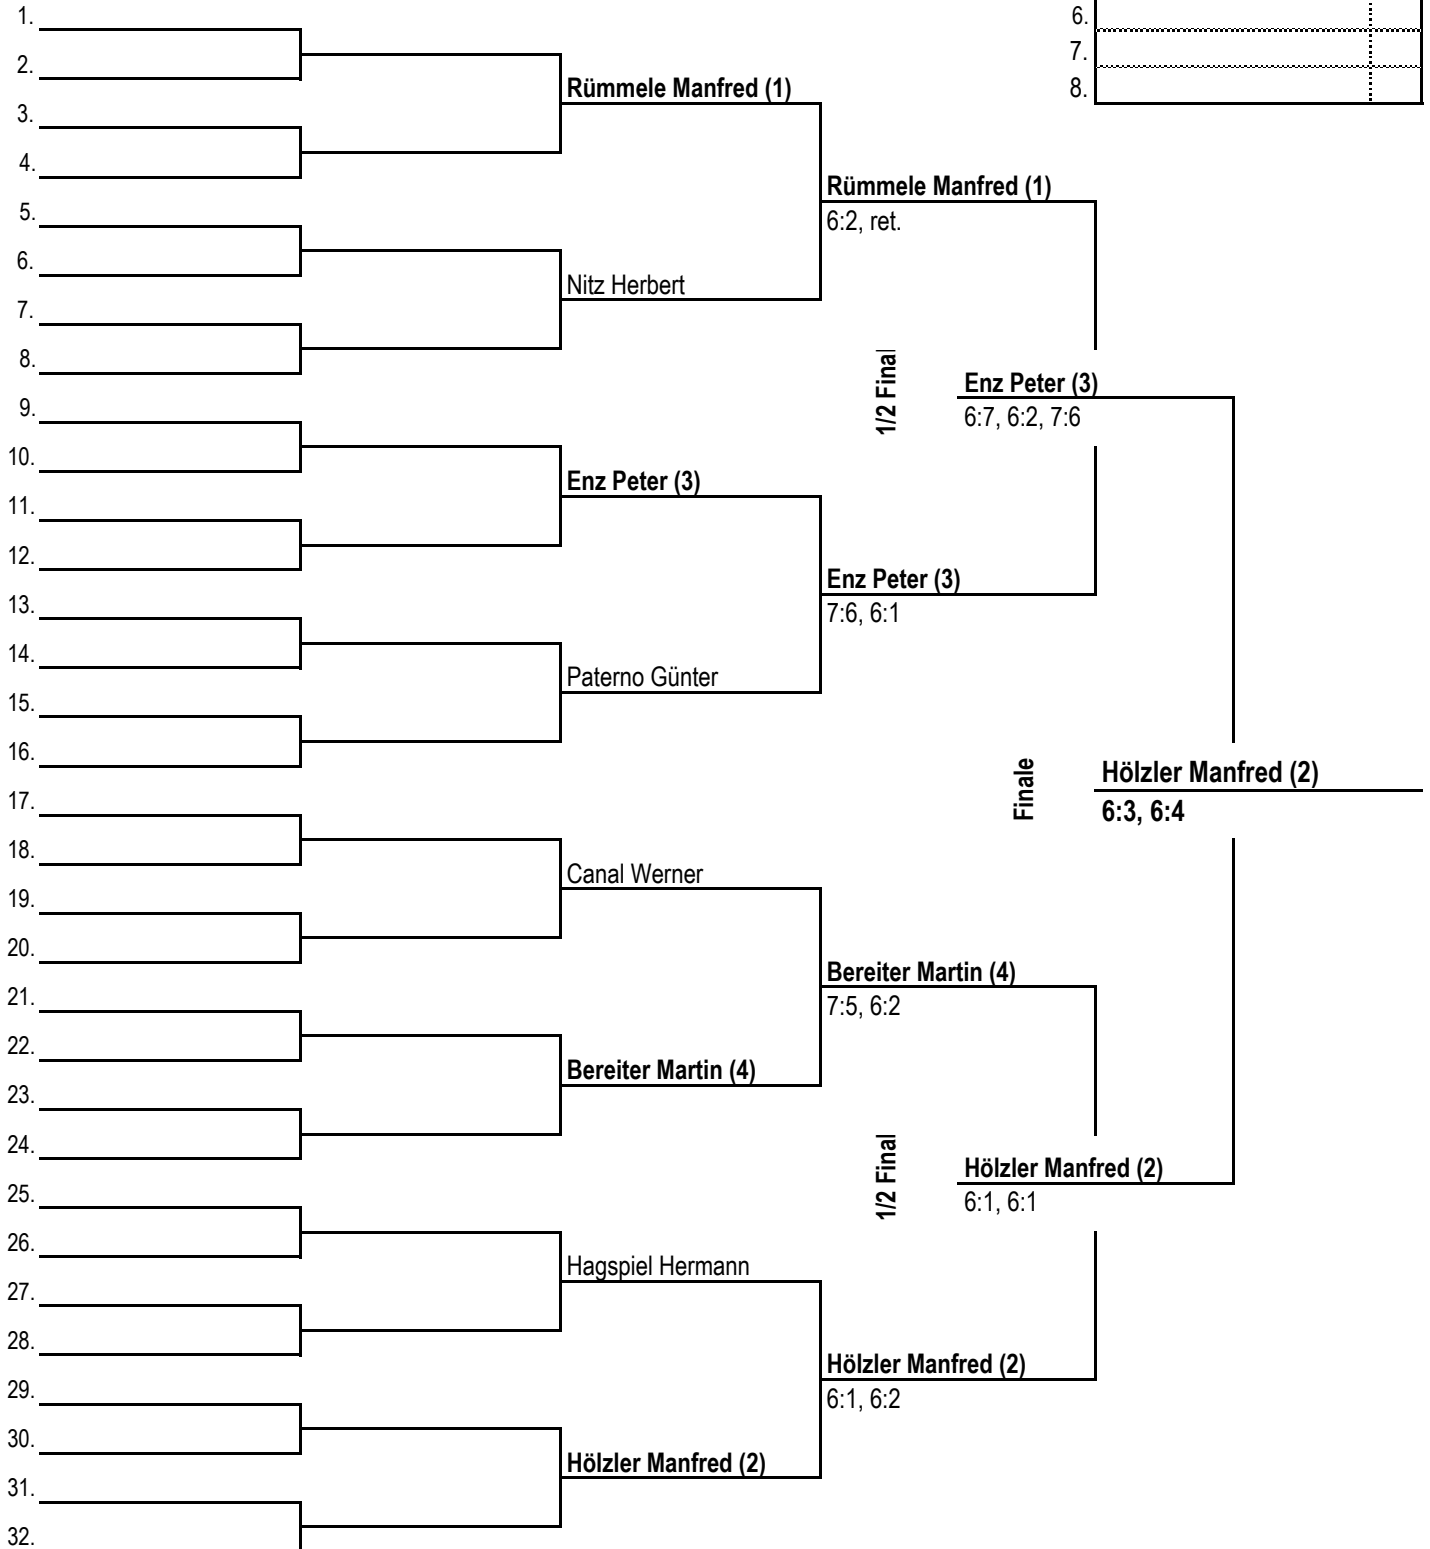 1.
6.
2.
7.
Rümmele Manfred (1)
8.
3.
4.
Rümmele Manfred (1)
5.
6:2, ret.
6.
Nitz Herbert
7.
8.
1/2 Final
Enz Peter (3)
9.
6:7, 6:2, 7:6
10.
Enz Peter (3)
11.
12.
Enz Peter (3)
13.
7:6, 6:1
14.
Paterno Günter
15.
16.
Finale
Hölzler Manfred (2)
17.
6:3, 6:4
18.
Canal Werner
19.
20.
Bereiter Martin (4)
21.
7:5, 6:2
22.
Bereiter Martin (4)
23.
24.
1/2 Final
Hölzler Manfred (2)
25.
6:1, 6:1
26.
Hagspiel Hermann
27.
28.
Hölzler Manfred (2)
29.
6:1, 6:2
30.
Hölzler Manfred (2)
31.
32.